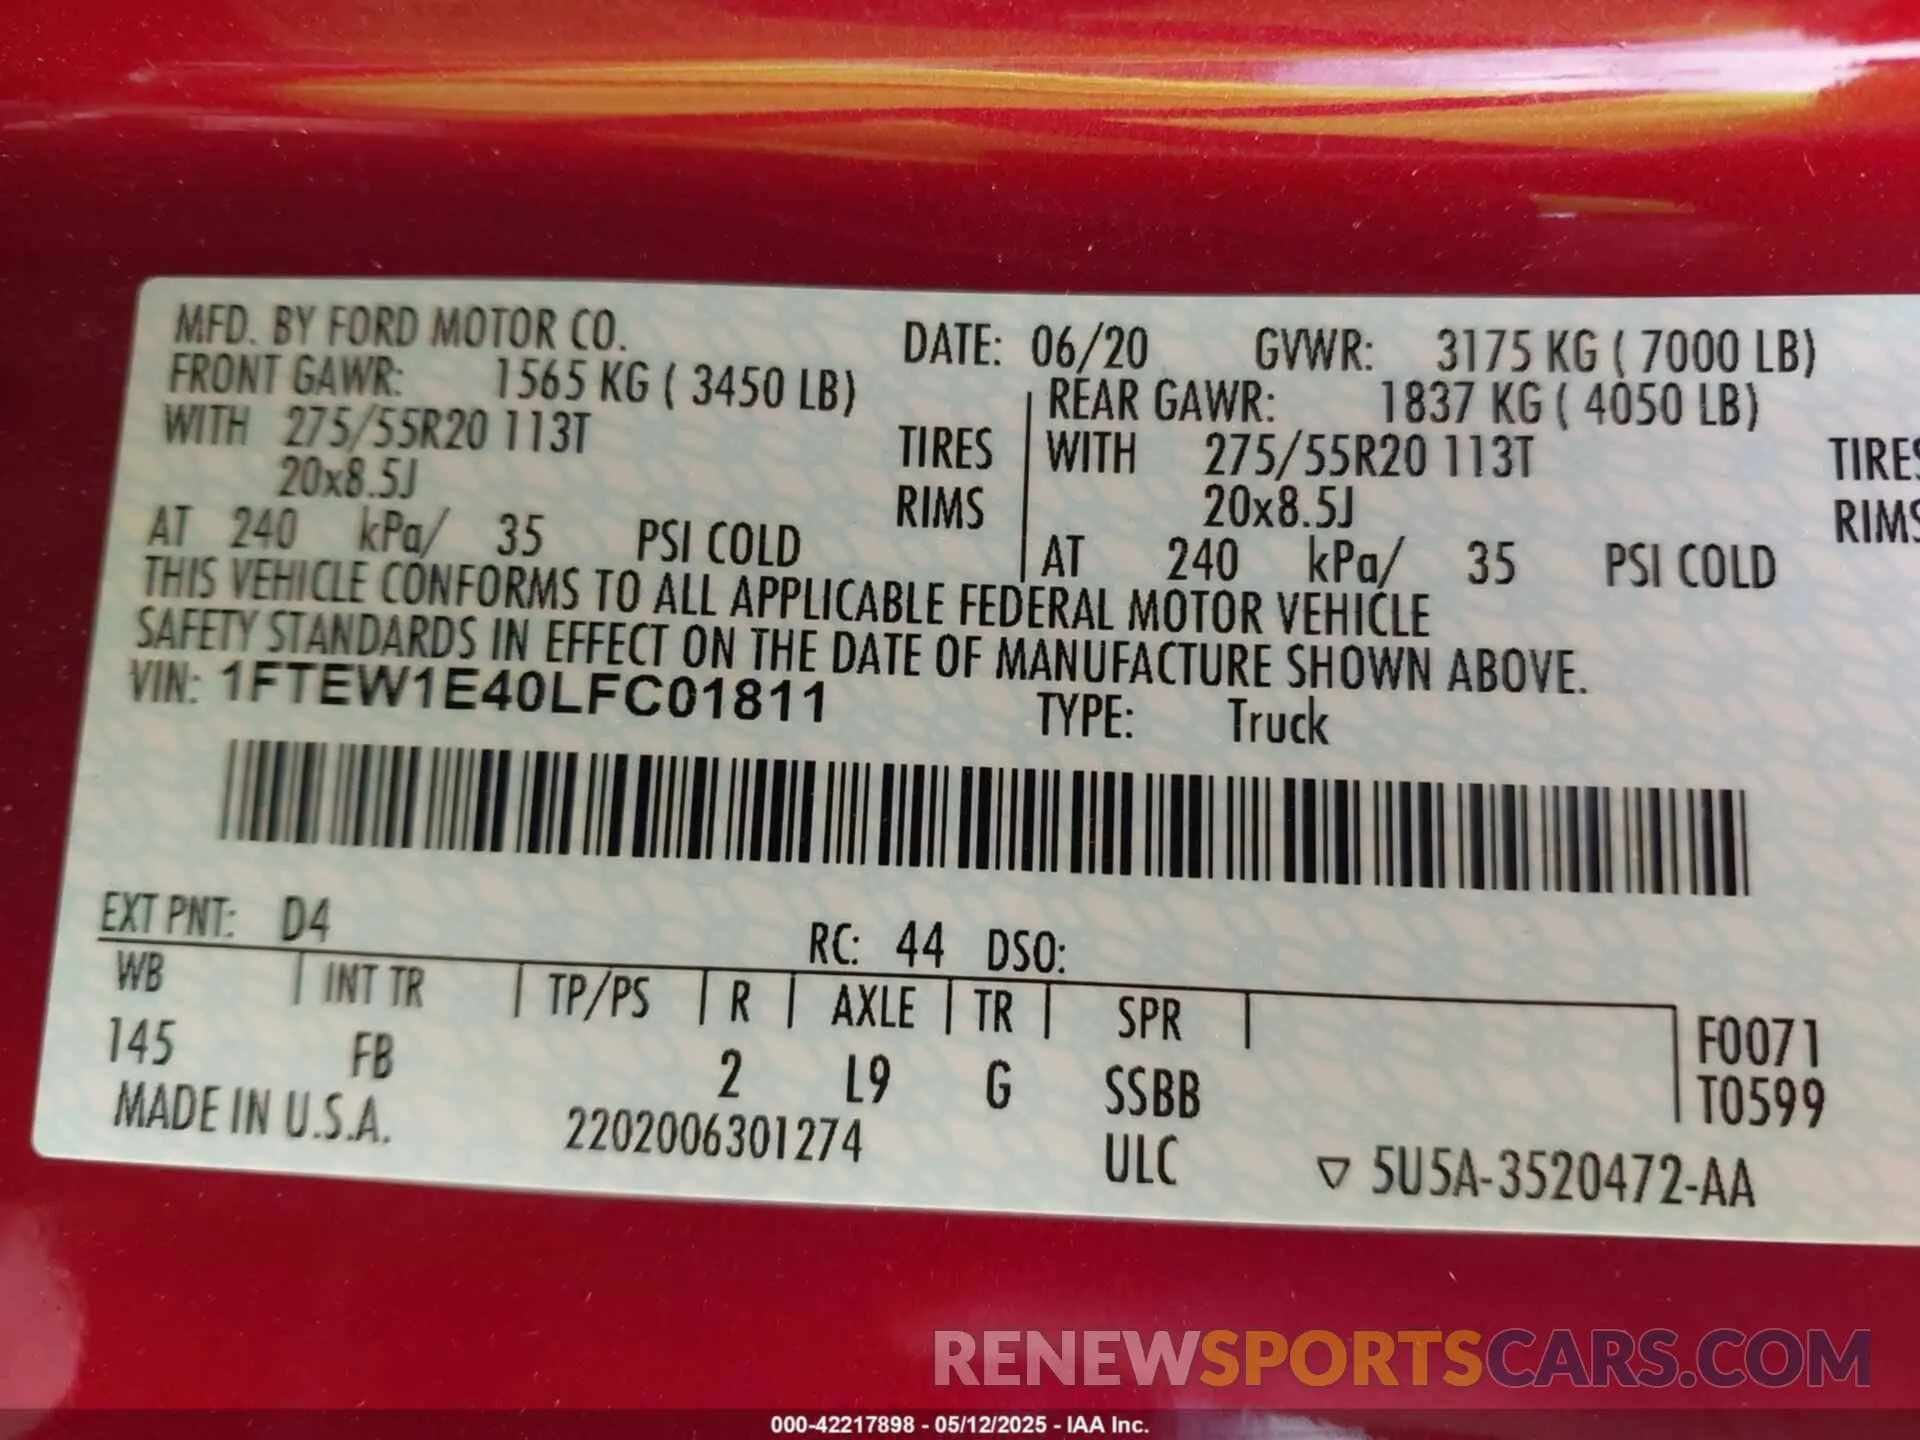 MFD. BY FORD MOTOR CO. DATE: 06/20 GVWR: 3175 KG ( 7000 LB)
FRONT GAWR: 1565 KG ( 3450 LB) REAR GAWR: 1837 KG ( 4050 LB)
WITH 275/55R20 113T TIRES WITH 275/55R20 113T TIRES
20x8.5J RIMS 20x8.5J RIMS
AT 240 kPa/ 35 PSI COLD AT 240 kPa/ 35 PSI COLD
THIS VEHICLE CONFORMS TO ALL APPLICABLE FEDERAL MOTOR VEHICLE
SAFETY STANDARDS IN EFFECT ON THE DATE OF MANUFACTURE SHOWN ABOVE.
VIN: 1FTEW1E40LFC01811 TYPE: Truck
EXT PNT: D4 RC: 44 DSO:
WB INT TR TP/PS R AXLE TR SPR F0071
145 FB 2 L9 G SSBB T0599
MADE IN U.S.A. 2202006301274 ULC ▽ 5U5A-3520472-AA
RENEWSPORTSCARS.COM
000-42217898 - 05/12/2025 - IAA Inc.